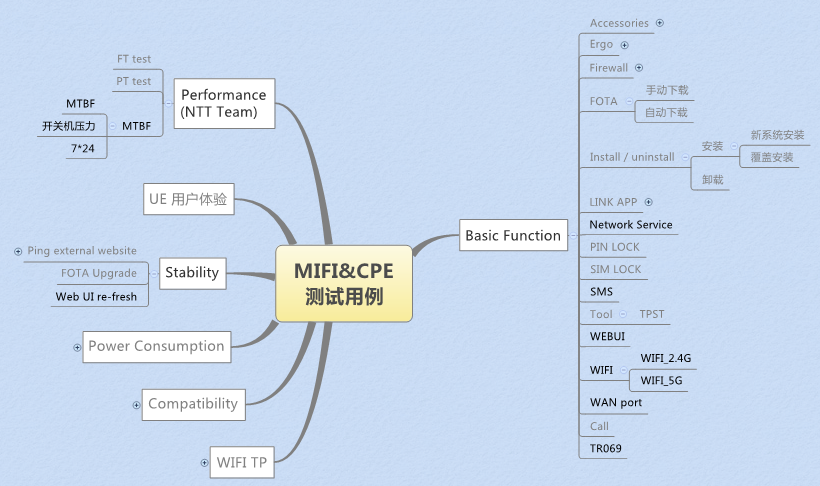 MIFI&CPE
测试用例
Performance
(NTT Team)
FT test
PT test
MTBF
MTBF
开关机压力
7*24
UE 用户体验
Stability
Ping external website
FOTA Upgrade
Web UI re-fresh
Power Consumption
Compatibility
WIFI TP
Basic Function
Accessories
Ergo
Firewall
FOTA
手动下载
自动下载
Install / uninstall
安装
新系统安装
覆盖安装
卸载
LINK APP
Network Service
PIN LOCK
SIM LOCK
SMS
Tool
TPST
WEBUI
WIFI
WIFI_2.4G
WIFI_5G
WAN port
Call
TR069